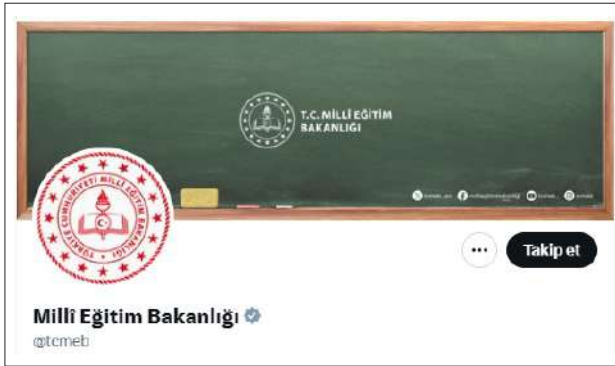 T.C. MİLLÎ EĞİTİM
BAKANLIĞI
TÜRKİYE CUMHURİYETİ MİLLÎ EĞİTİM BAKANLIĞI
Takip et
Millî Eğitim Bakanlığı
@tcmeb